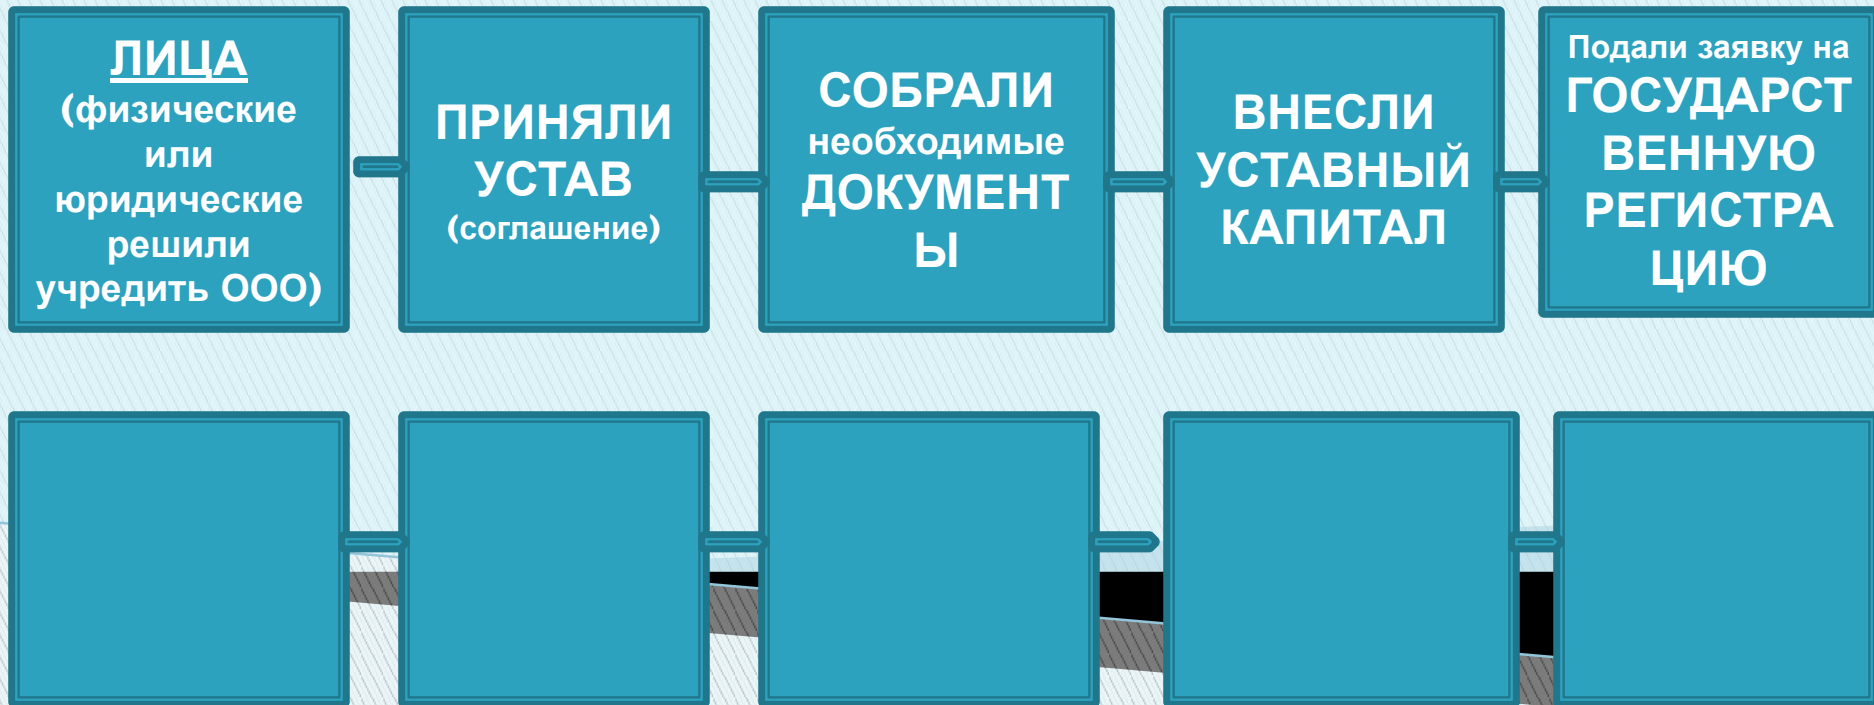 ЛИЦА
(физические
или
юридические
решили
учредить ООО)
ПРИНЯЛИ
УСТАВ
(соглашение)
СОБРАЛИ
необходимые
ДОКУМЕНТ
Ы
ВНЕСЛИ
УСТАВНЫЙ
КАПИТАЛ
Подали заявку на
ГОСУДАРСТ
ВЕННУЮ
РЕГИСТРА
ЦИЮ